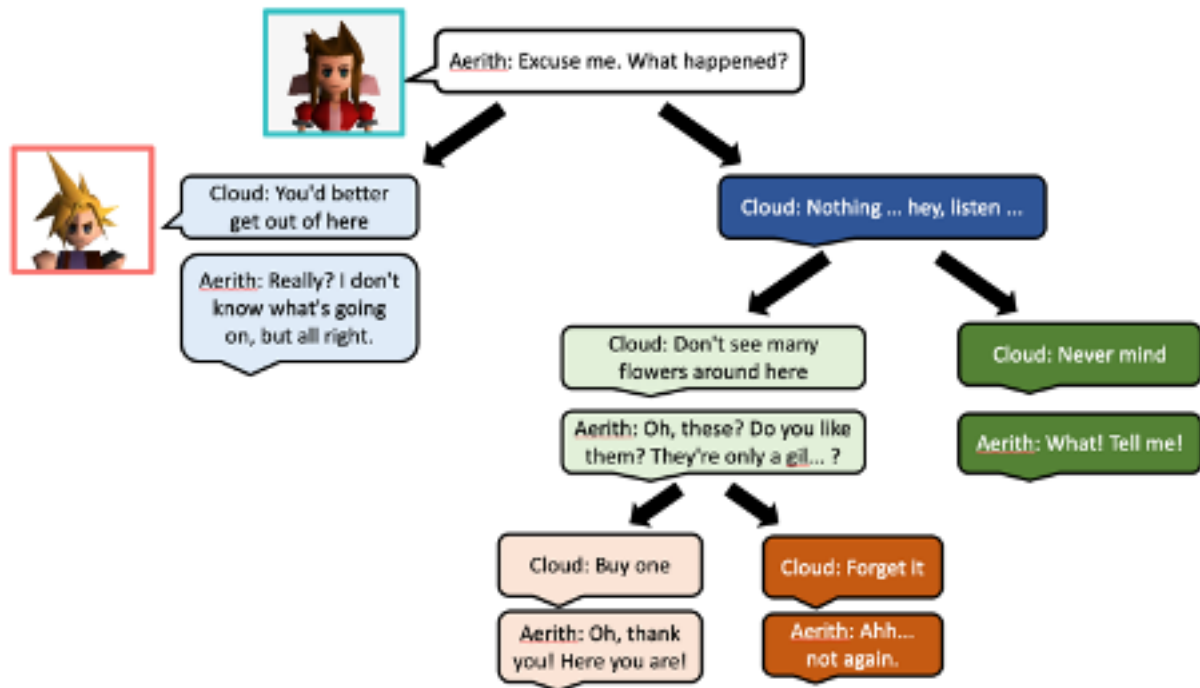 Aerith: Excuse me. What happened?
Cloud: You'd better
get out of here
Aerith: Really? I don't
know what's going
on, but all right.
Cloud: Nothing ... hey, listen ...
Cloud: Don't see many
flowers around here
Aerith: Oh, these? Do you like
them? They're only a gil... ?
Cloud: Never mind
Aerith: What! Tell me!
Cloud: Buy one
Aerith: Oh, thank
you! Here you are!
Cloud: Forget it
Aerith: Ahh...
not again.